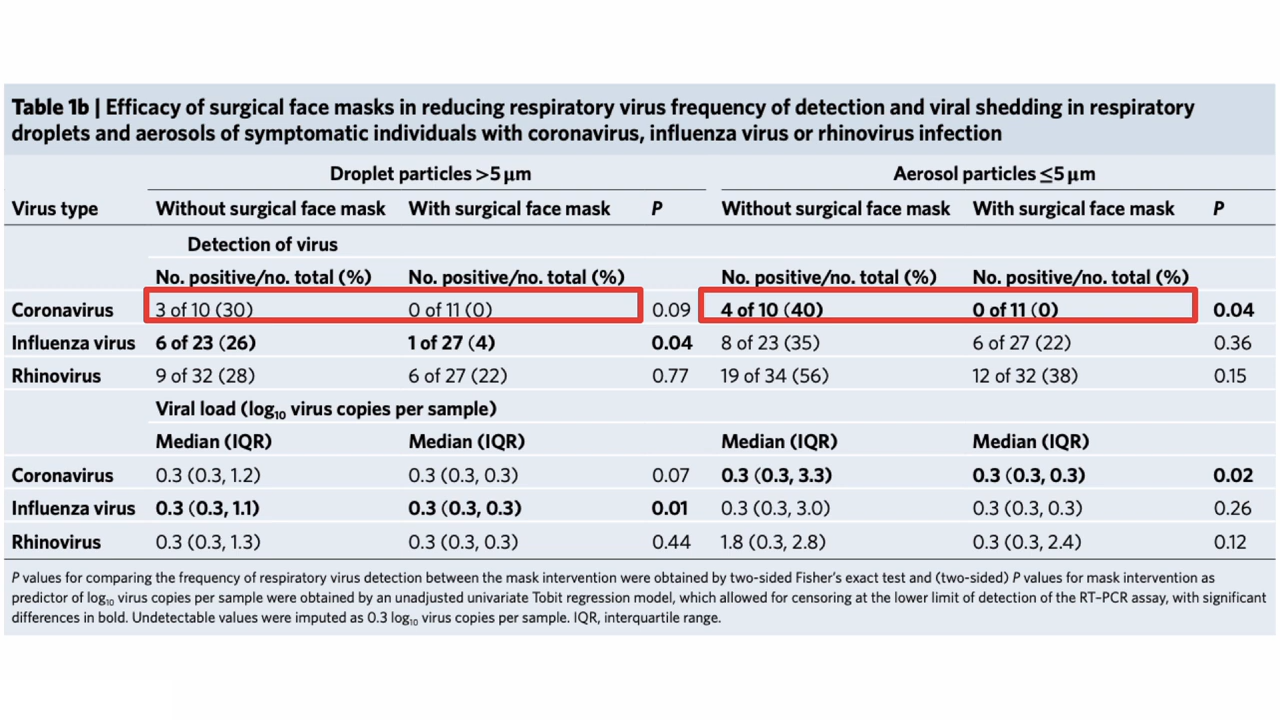 Table 1b | Efficacy of surgical face masks in reducing respiratory virus frequency of detection and viral shedding in respiratory
droplets and aerosols of symptomatic individuals with coronavirus, influenza virus or rhinovirus infection
Droplet particles >5 μm Aerosol particles ≤5 μm
Virus type Without surgical face mask With surgical face mask P Without surgical face mask With surgical face mask P
Detection of virus
No. positive/no. total (%) No. positive/no. total (%) No. positive/no. total (%) No. positive/no. total (%)
Coronavirus 3 of 10 (30) 0 of 11 (0) 0.09 4 of 10 (40) 0 of 11 (0) 0.04
Influenza virus 6 of 23 (26) 1 of 27 (4) 0.04 8 of 23 (35) 6 of 27 (22) 0.36
Rhinovirus 9 of 32 (28) 6 of 27 (22) 0.77 19 of 34 (56) 12 of 32 (38) 0.15
Viral load (log₁₀ virus copies per sample)
Median (IQR) Median (IQR) Median (IQR) Median (IQR)
Coronavirus 0.3 (0.3, 1.2) 0.3 (0.3, 0.3) 0.07 0.3 (0.3, 3.3) 0.3 (0.3, 0.3) 0.02
Influenza virus 0.3 (0.3, 1.1) 0.3 (0.3, 0.3) 0.01 0.3 (0.3, 3.0) 0.3 (0.3, 0.3) 0.26
Rhinovirus 0.3 (0.3, 1.3) 0.3 (0.3, 0.3) 0.44 1.8 (0.3, 2.8) 0.3 (0.3, 2.4) 0.12
P values for comparing the frequency of respiratory virus detection between the mask intervention were obtained by two-sided Fisher's exact test and (two-sided) P values for mask intervention as
predictor of log₁₀ virus copies per sample were obtained by an unadjusted univariate Tobit regression model, which allowed for censoring at the lower limit of detection of the RT–PCR assay, with significant
differences in bold. Undetectable values were imputed as 0.3 log₁₀ virus copies per sample. IQR, interquartile range.